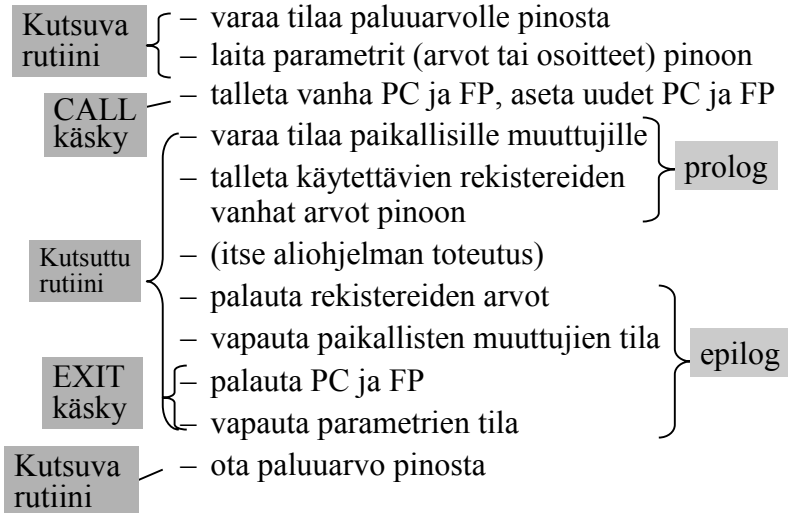 Kutsuva
rutiini
– varaa tilaa paluuarvolle pinosta
– laita parametrit (arvot tai osoitteet) pinoon
CALL
käsky
– talleta vanha PC ja FP, aseta uudet PC ja FP
– varaa tilaa paikallisille muuttujille
– talleta käytettävien rekistereiden
vanhat arvot pinoon
prolog
Kutsuttu
rutiini
– (itse aliohjelman toteutus)
– palauta rekistereiden arvot
– vapauta paikallisten muuttujien tila
EXIT
käsky
– palauta PC ja FP
– vapauta parametrien tila
epilog
Kutsuva
rutiini
– ota paluuarvo pinosta